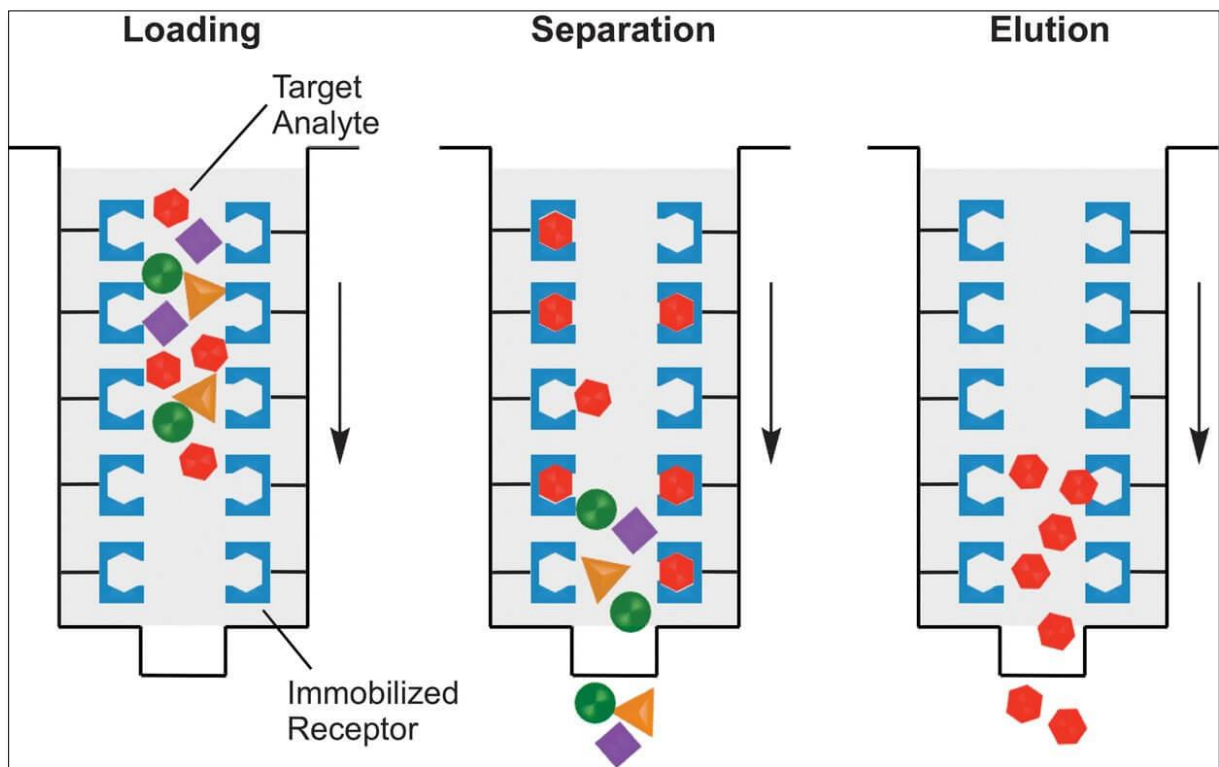 Loading
Separation
Elution
Target
Analyte
Immobilized
Receptor